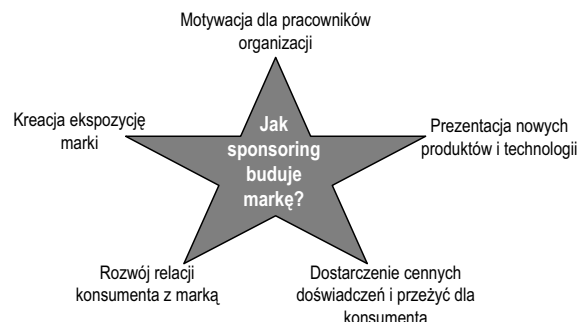 Motywacja dla pracowników
organizacji
Kreacja ekspozycję
marki
Jak
sponsoring
buduje
markę?
Prezentacja nowych
produktów i technologii
Rozwój relacji
konsumenta z marką
Dostarczenie cennych
doświadczeń i przeżyć dla
konsumenta